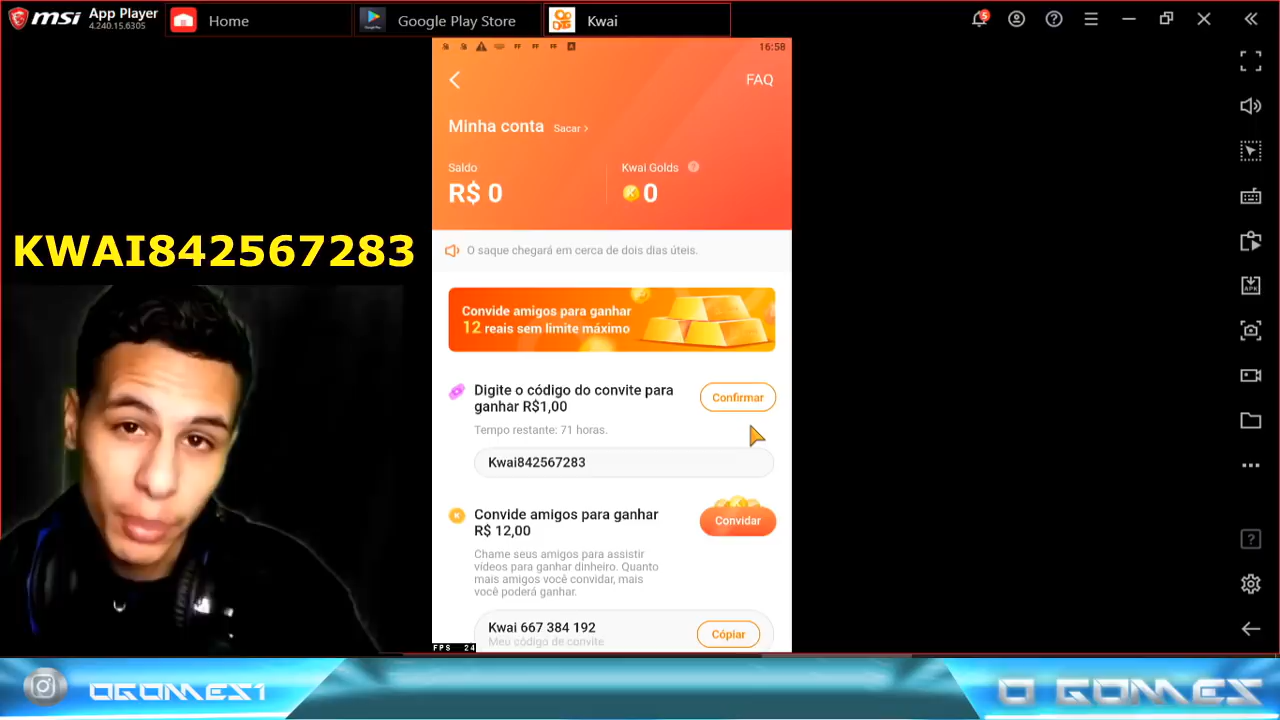 msi App Player
4.240.15.6305
Home
Google Play Store
Kwai
5
16:58
FAQ
Minha conta Sacar >
Saldo
Kwai Golds ?
R$ 0
0
O saque chegará em cerca de dois dias úteis.
KWAI842567283
Convide amigos para ganhar
12 reais sem limite máximo
Digite o código do convite para
ganhar R$1,00
Confirmar
Tempo restante: 71 horas.
Kwai842567283
Convide amigos para ganhar
R$ 12,00
Convidar
Chame seus amigos para assistir
vídeos para ganhar dinheiro. Quanto
mais amigos você convidar, mais
você poderá ganhar.
Kwai 667 384 192
Meu código de convite
Cópiar
FPS 24
OGOMES1
O GOMES